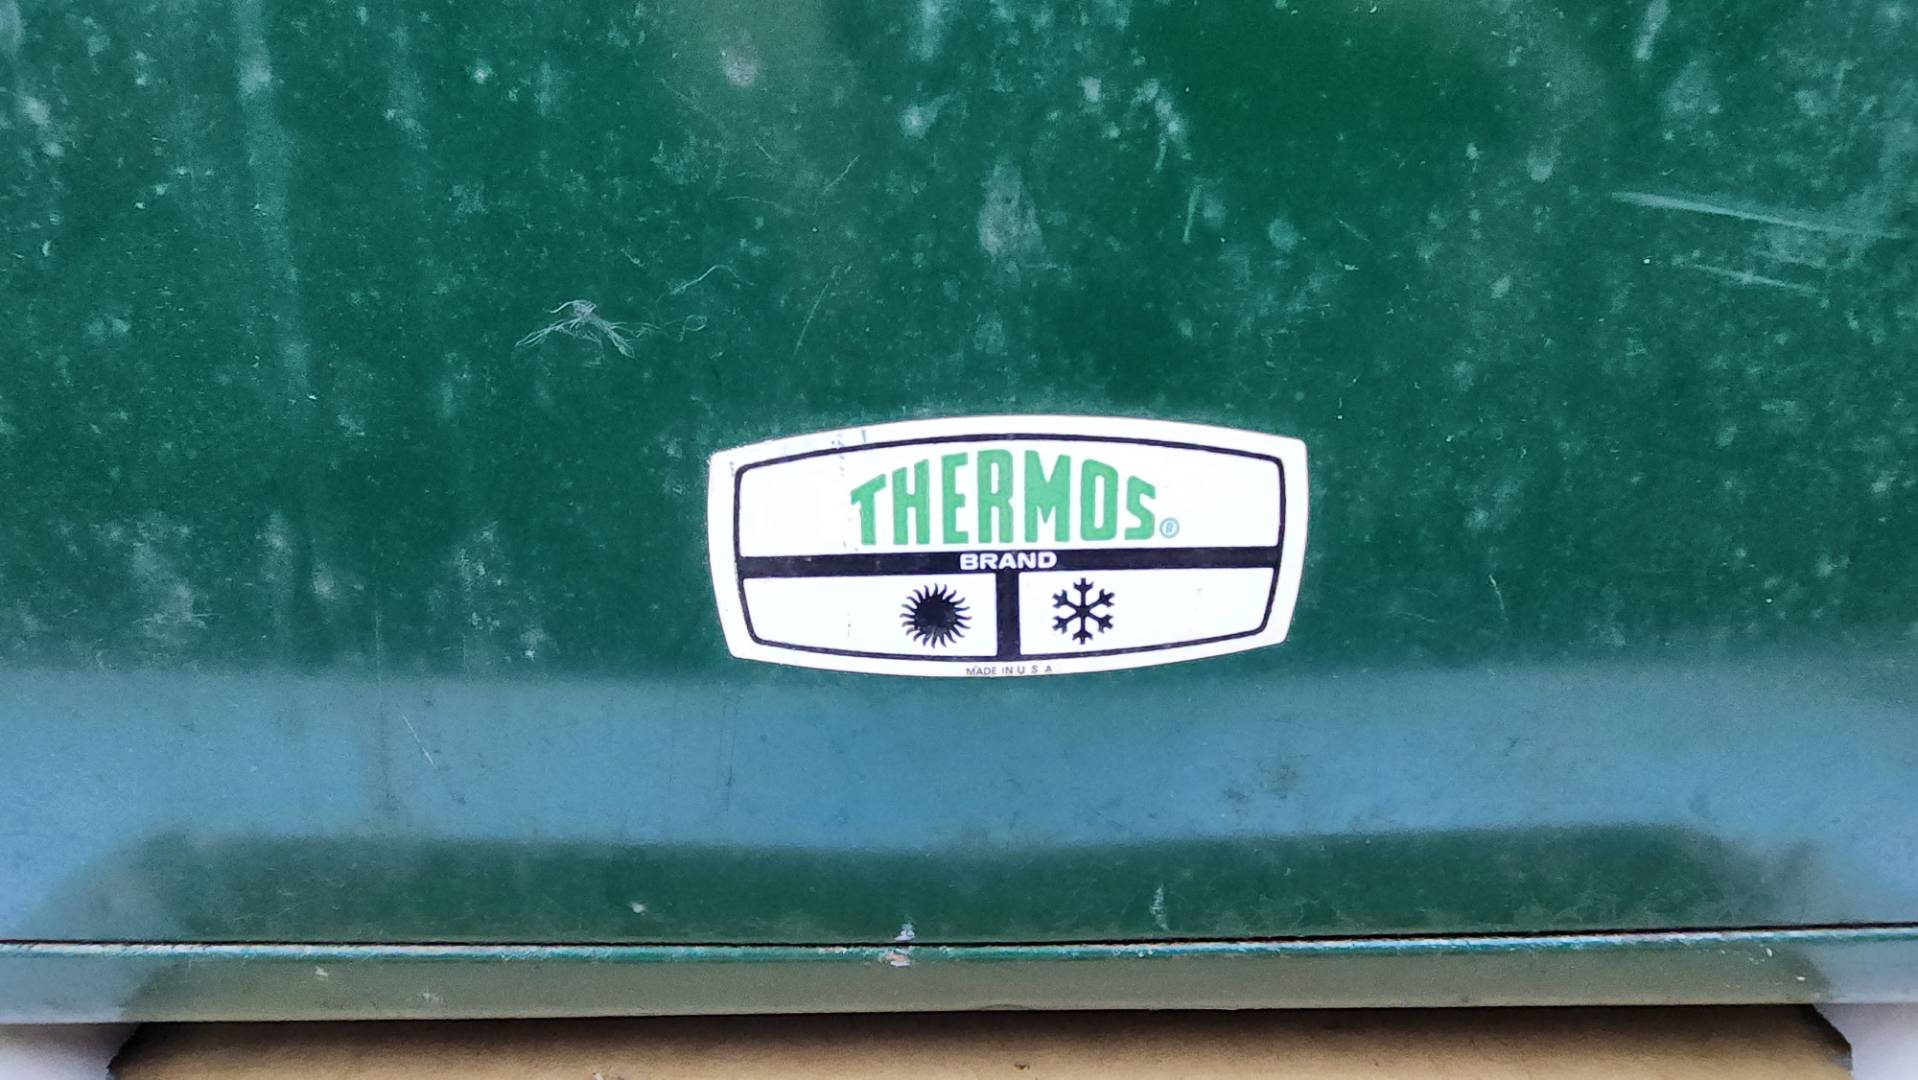 THERMOS®
BRAND
MADE IN U S A